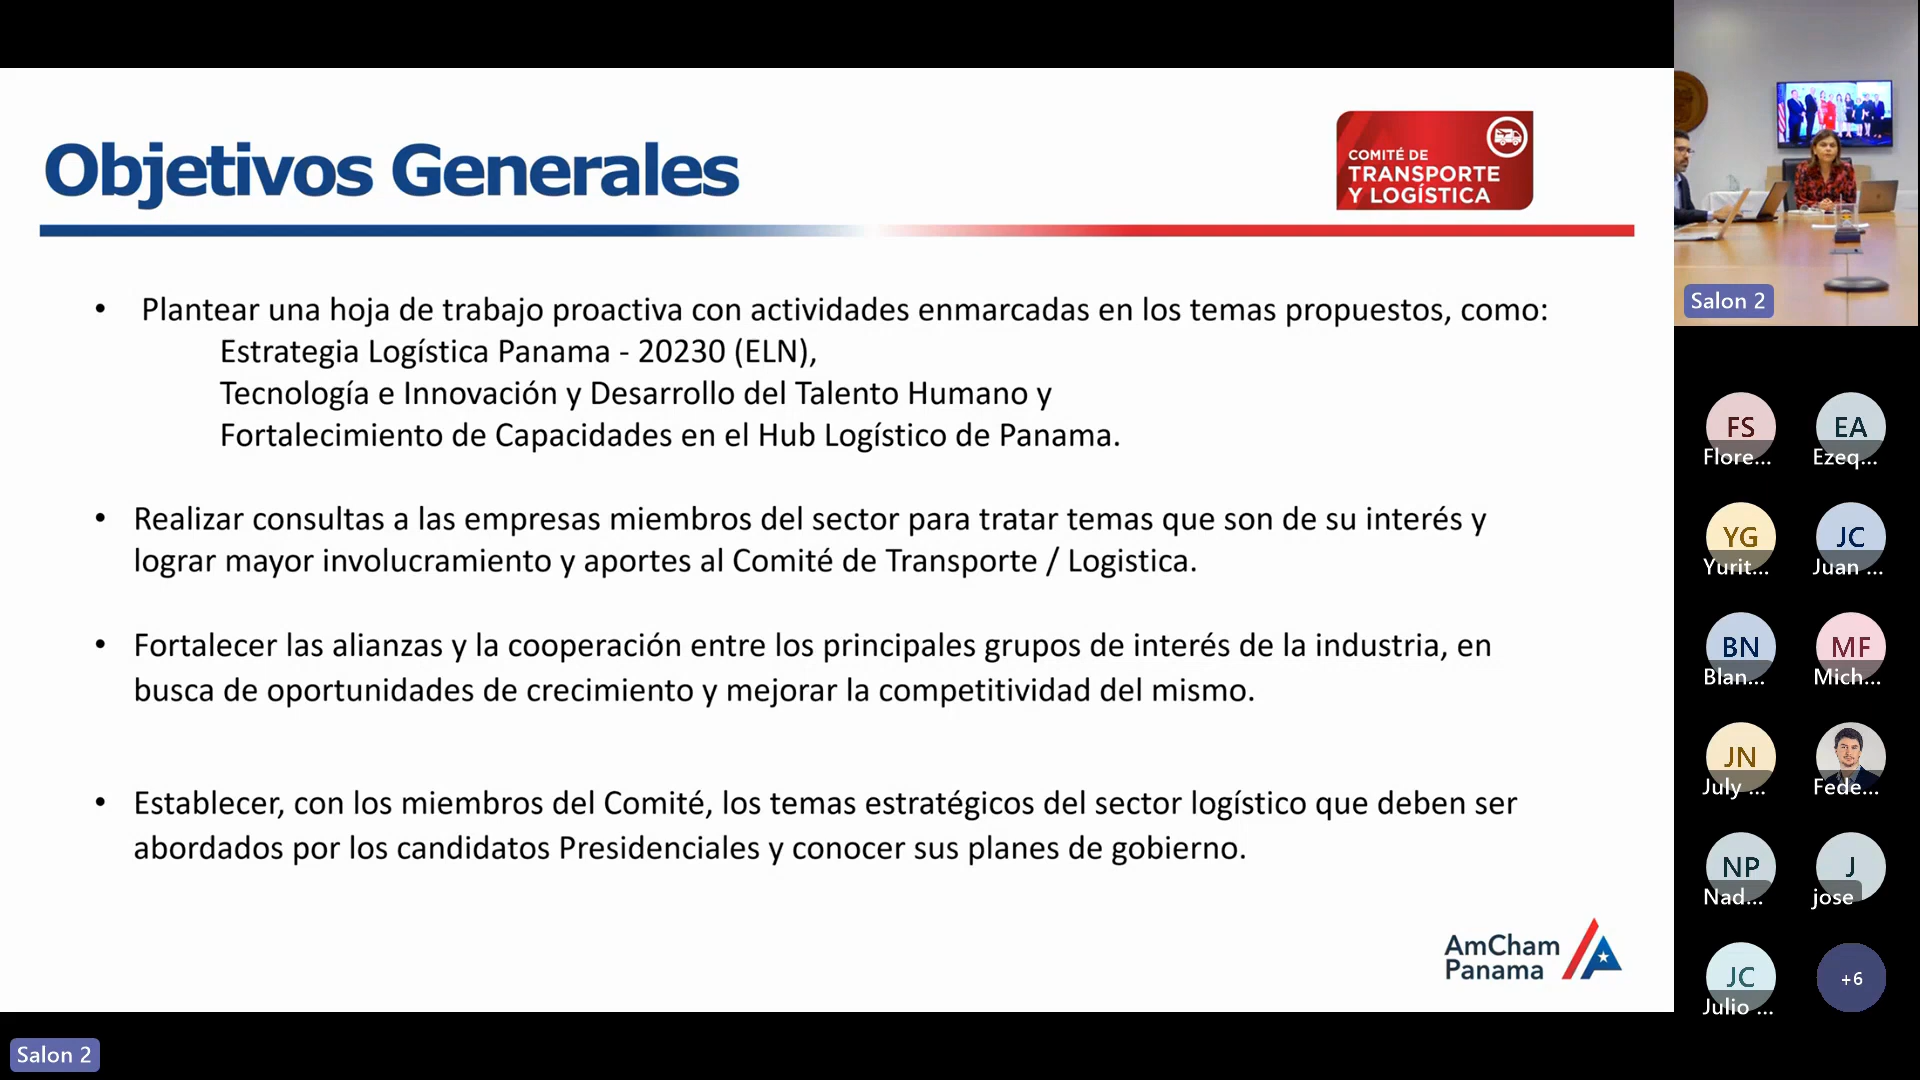 Objetivos Generales
COMITÉ DE
TRANSPORTE
Y LOGÍSTICA
• Plantear una hoja de trabajo proactiva con actividades enmarcadas en los temas propuestos, como:
Estrategia Logística Panama - 20230 (ELN),
Tecnología e Innovación y Desarrollo del Talento Humano y
Fortalecimiento de Capacidades en el Hub Logístico de Panama.
• Realizar consultas a las empresas miembros del sector para tratar temas que son de su interés y
lograr mayor involucramiento y aportes al Comité de Transporte / Logistica.
• Fortalecer las alianzas y la cooperación entre los principales grupos de interés de la industria, en
busca de oportunidades de crecimiento y mejorar la competitividad del mismo.
• Establecer, con los miembros del Comité, los temas estratégicos del sector logístico que deben ser
abordados por los candidatos Presidenciales y conocer sus planes de gobierno.
AmCham
Panama
Salon 2
Salon 2
FS
Flore...
EA
Ezeq...
YG
Yurit...
JC
Juan ...
BN
Blan...
MF
Mich...
JN
July ...
Fede...
NP
Nad...
J
jose
JC
Julio ...
+6